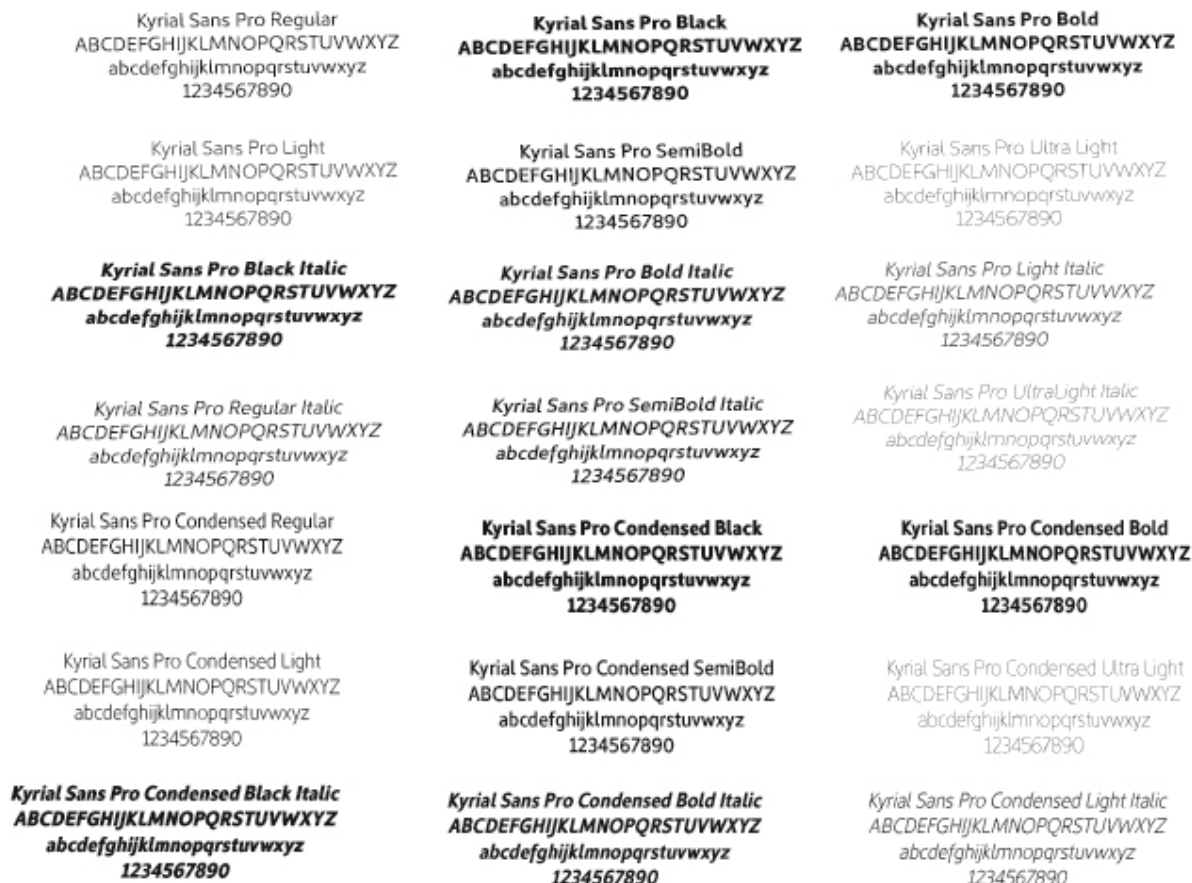 Kyrial Sans Pro Regular
ABCDEFGHIJKLMNOPQRSTUVWXYZ
abcdefghijklmnopqrstuvwxyz
1234567890
Kyrial Sans Pro Black
ABCDEFGHIJKLMNOPQRSTUVWXYZ
abcdefghijklmnopqrstuvwxyz
1234567890
Kyrial Sans Pro Bold
ABCDEFGHIJKLMNOPQRSTUVWXYZ
abcdefghijklmnopqrstuvwxyz
1234567890
Kyrial Sans Pro Light
ABCDEFGHIJKLMNOPQRSTUVWXYZ
abcdefghijklmnopqrstuvwxyz
1234567890
Kyrial Sans Pro SemiBold
ABCDEFGHIJKLMNOPQRSTUVWXYZ
abcdefghijklmnopqrstuvwxyz
1234567890
Kyrial Sans Pro Ultra Light
ABCDEFGHIJKLMNOPQRSTUVWXYZ
abcdefghijklmnopqrstuvwxyz
1234567890
Kyrial Sans Pro Black Italic
ABCDEFGHIJKLMNOPQRSTUVWXYZ
abcdefghijklmnopqrstuvwxyz
1234567890
Kyrial Sans Pro Bold Italic
ABCDEFGHIJKLMNOPQRSTUVWXYZ
abcdefghijklmnopqrstuvwxyz
1234567890
Kyrial Sans Pro Light Italic
ABCDEFGHIJKLMNOPQRSTUVWXYZ
abcdefghijklmnopqrstuvwxyz
1234567890
Kyrial Sans Pro Regular Italic
ABCDEFGHIJKLMNOPQRSTUVWXYZ
abcdefghijklmnopqrstuvwxyz
1234567890
Kyrial Sans Pro SemiBold Italic
ABCDEFGHIJKLMNOPQRSTUVWXYZ
abcdefghijklmnopqrstuvwxyz
1234567890
Kyrial Sans Pro UltraLight Italic
ABCDEFGHIJKLMNOPQRSTUVWXYZ
abcdefghijklmnopqrstuvwxyz
1234567890
Kyrial Sans Pro Condensed Regular
ABCDEFGHIJKLMNOPQRSTUVWXYZ
abcdefghijklmnopqrstuvwxyz
1234567890
Kyrial Sans Pro Condensed Black
ABCDEFGHIJKLMNOPQRSTUVWXYZ
abcdefghijklmnopqrstuvwxyz
1234567890
Kyrial Sans Pro Condensed Bold
ABCDEFGHIJKLMNOPQRSTUVWXYZ
abcdefghijklmnopqrstuvwxyz
1234567890
Kyrial Sans Pro Condensed Light
ABCDEFGHIJKLMNOPQRSTUVWXYZ
abcdefghijklmnopqrstuvwxyz
1234567890
Kyrial Sans Pro Condensed SemiBold
ABCDEFGHIJKLMNOPQRSTUVWXYZ
abcdefghijklmnopqrstuvwxyz
1234567890
Kyrial Sans Pro Condensed Ultra Light
ABCDEFGHIJKLMNOPQRSTUVWXYZ
abcdefghijklmnopqrstuvwxyz
1234567890
Kyrial Sans Pro Condensed Black Italic
ABCDEFGHIJKLMNOPQRSTUVWXYZ
abcdefghijklmnopqrstuvwxyz
1234567890
Kyrial Sans Pro Condensed Bold Italic
ABCDEFGHIJKLMNOPQRSTUVWXYZ
abcdefghijklmnopqrstuvwxyz
1234567890
Kyrial Sans Pro Condensed Light Italic
ABCDEFGHIJKLMNOPQRSTUVWXYZ
abcdefghijklmnopqrstuvwxyz
1234567890